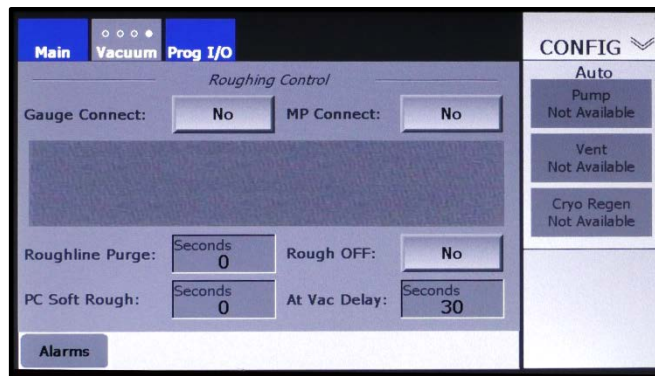 Main
Vacuum
Prog I/O
CONFIG
Roughing Control
Gauge Connect: No MP Connect: No
Roughline Purge: Seconds 0 Rough OFF: No
PC Soft Rough: Seconds 0 At Vac Delay: Seconds 30
Alarms
Auto
Pump
Not Available
Vent
Not Available
Cryo Regen
Not Available